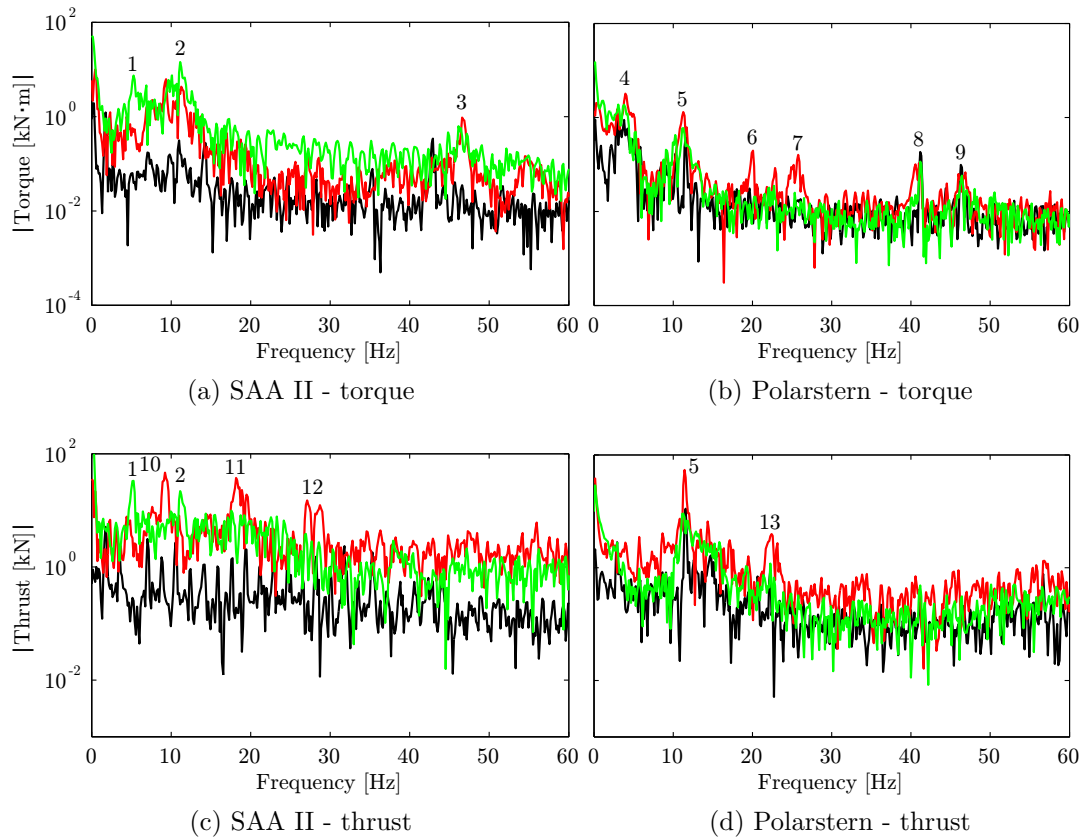 10^2
10^0
10^-2
10^-4
|Torque [kN·m]|
1
2
3
0 10 20 30 40 50 60
Frequency [Hz]
(a) SAA II - torque
4
5
6
7
8
9
0 10 20 30 40 50 60
Frequency [Hz]
(b) Polarstern - torque
10^2
10^0
10^-2
|Thrust [kN]|
1
10
2
11
12
0 10 20 30 40 50 60
Frequency [Hz]
(c) SAA II - thrust
5
13
0 10 20 30 40 50 60
Frequency [Hz]
(d) Polarstern - thrust